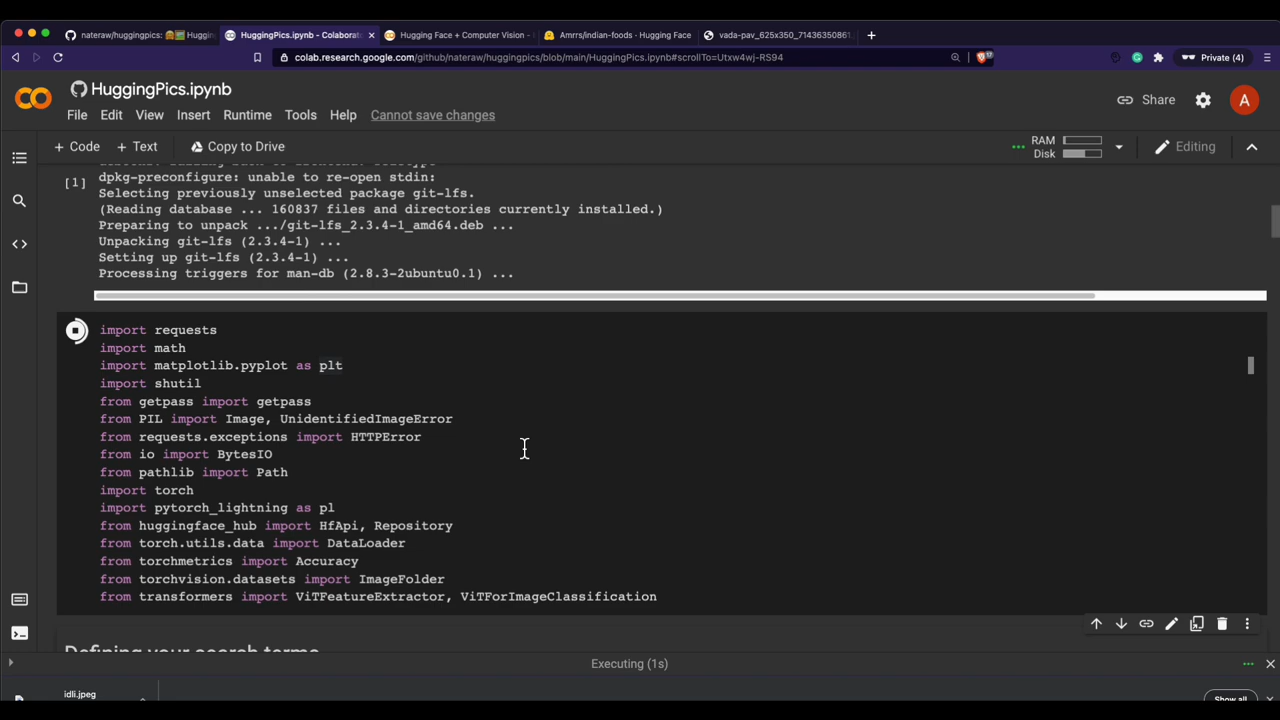 nateraw/huggingpics: 🤗🖼️ Hugging
HuggingPics.ipynb - Colaborat
Hugging Face + Computer Vision -
Amrrs/indian-foods · Hugging Face
vada-pav_625x350_71436350861
colab.research.google.com/github/nateraw/huggingpics/blob/main/HuggingPics.ipynb#scrollTo=Utxw4wj-RS94
Private (4)
HuggingPics.ipynb
Share
A
File Edit View Insert Runtime Tools Help Cannot save changes
+ Code + Text Copy to Drive
RAM
Disk
Editing
dpkg-preconfigure: unable to re-open stdin:
[1]
Selecting previously unselected package git-lfs.
(Reading database ... 160837 files and directories currently installed.)
Preparing to unpack .../git-lfs_2.3.4-1_amd64.deb ...
Unpacking git-lfs (2.3.4-1) ...
Setting up git-lfs (2.3.4-1) ...
Processing triggers for man-db (2.8.3-2ubuntu0.1) ...
import requests
import math
import matplotlib.pyplot as plt
import shutil
from getpass import getpass
from PIL import Image, UnidentifiedImageError
from requests.exceptions import HTTPError
from io import BytesIO
from pathlib import Path
import torch
import pytorch_lightning as pl
from huggingface_hub import HfApi, Repository
from torch.utils.data import DataLoader
from torchmetrics import Accuracy
from torchvision.datasets import ImageFolder
from transformers import ViTFeatureExtractor, ViTForImageClassification
Defining your search terms
Executing (1s)
idli.jpeg
Show all